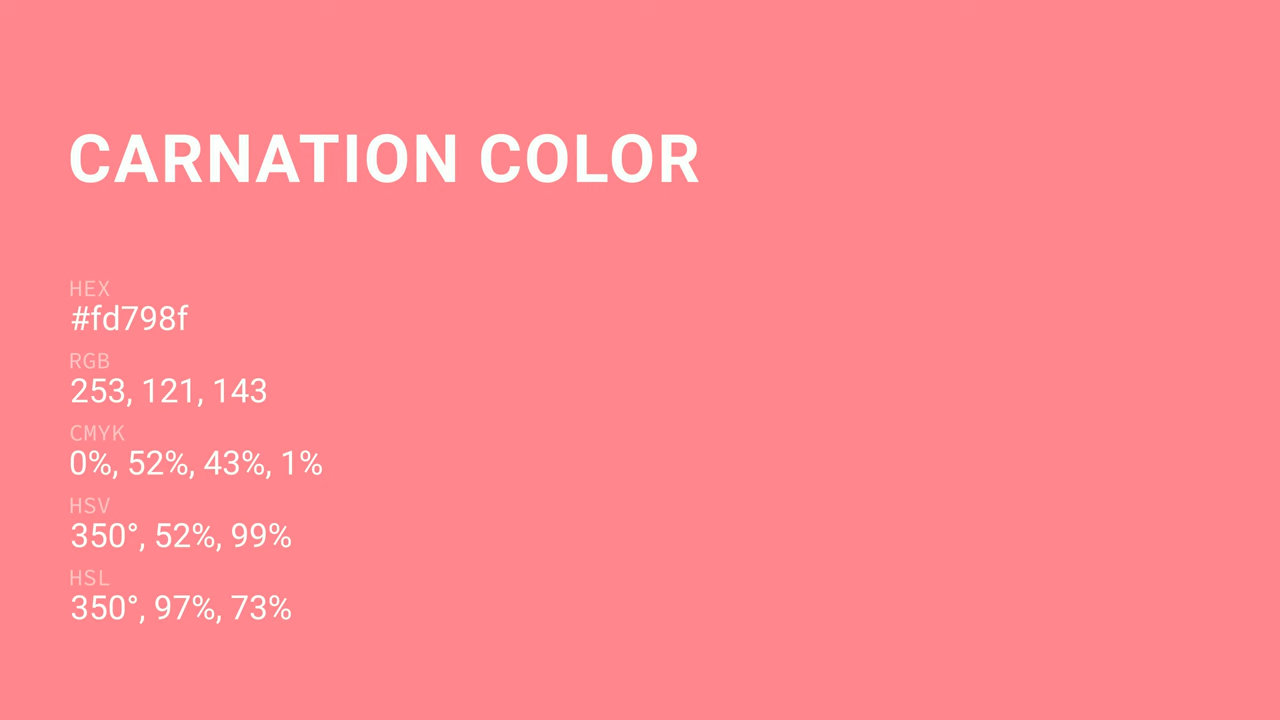 CARNATION COLOR
HEX
#fd798f
RGB
253, 121, 143
CMYK
0%, 52%, 43%, 1%
HSV
350°, 52%, 99%
HSL
350°, 97%, 73%